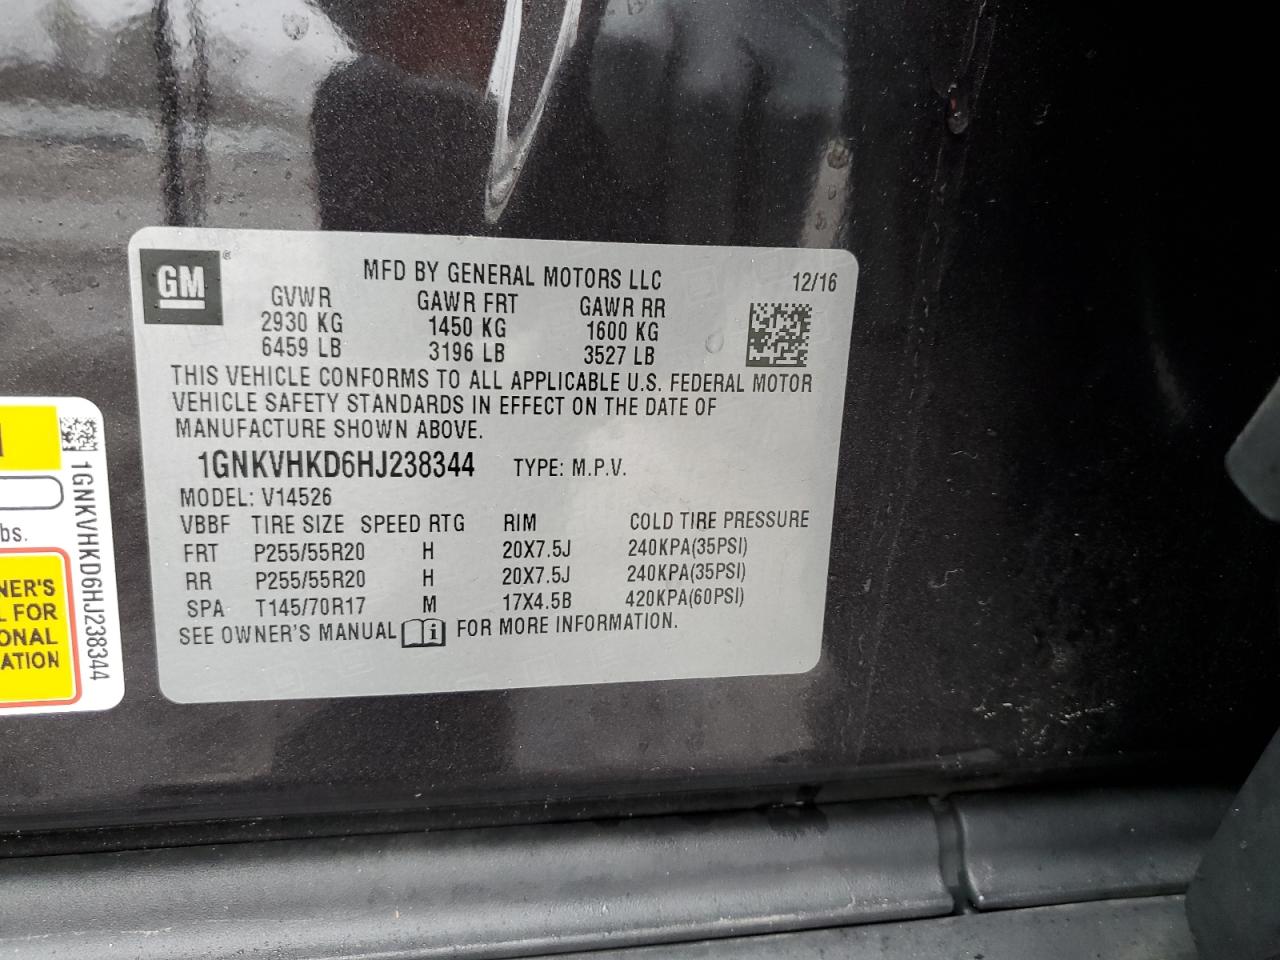 GM
MFD BY GENERAL MOTORS LLC 12/16
GVWR GAWR FRT GAWR RR
2930 KG 1450 KG 1600 KG
6459 LB 3196 LB 3527 LB
THIS VEHICLE CONFORMS TO ALL APPLICABLE U.S. FEDERAL MOTOR
VEHICLE SAFETY STANDARDS IN EFFECT ON THE DATE OF
MANUFACTURE SHOWN ABOVE.
1GNKVHKD6HJ238344 TYPE: M.P.V.
MODEL: V14526
VBBF TIRE SIZE SPEED RTG RIM COLD TIRE PRESSURE
FRT P255/55R20 H 20X7.5J 240KPA(35PSI)
RR P255/55R20 H 20X7.5J 240KPA(35PSI)
SPA T145/70R17 M 17X4.5B 420KPA(60PSI)
SEE OWNER'S MANUAL i FOR MORE INFORMATION.
1GNKVHKD6HJ238344
bs.
NER'S
L FOR
ONAL
ATION